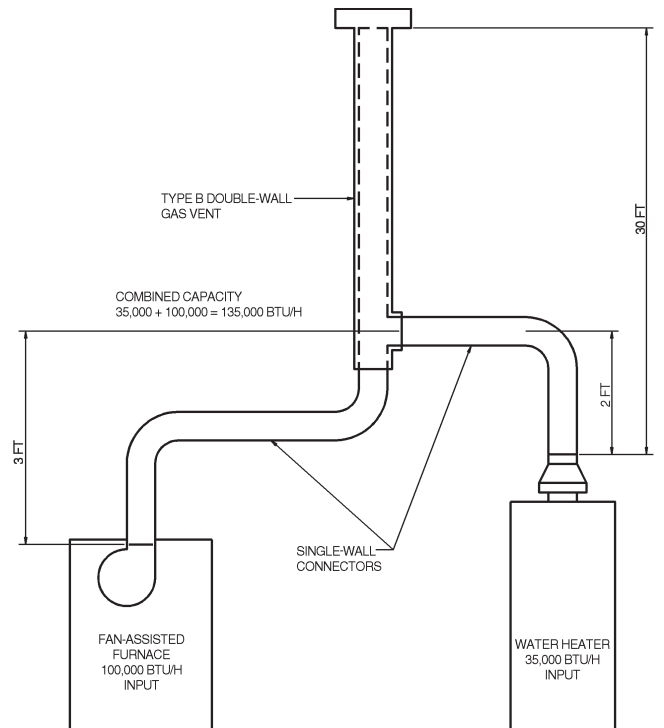 TYPE B DOUBLE-WALL
GAS VENT
30 FT
COMBINED CAPACITY
35,000 + 100,000 = 135,000 BTU/H
2 FT
3 FT
SINGLE-WALL
CONNECTORS
FAN-ASSISTED
FURNACE
100,000 BTU/H
INPUT
WATER HEATER
35,000 BTU/H
INPUT